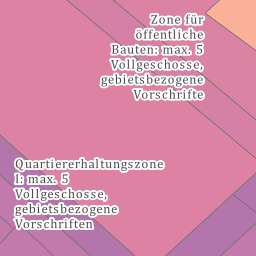 Zone für
öffentliche
Bauten: max. 5
Vollgeschosse,
gebietsbezogene
Vorschrifte
Quartiererhaltungszone
I: max. 5
Vollgeschosse,
gebietsbezogene
Vorschriften